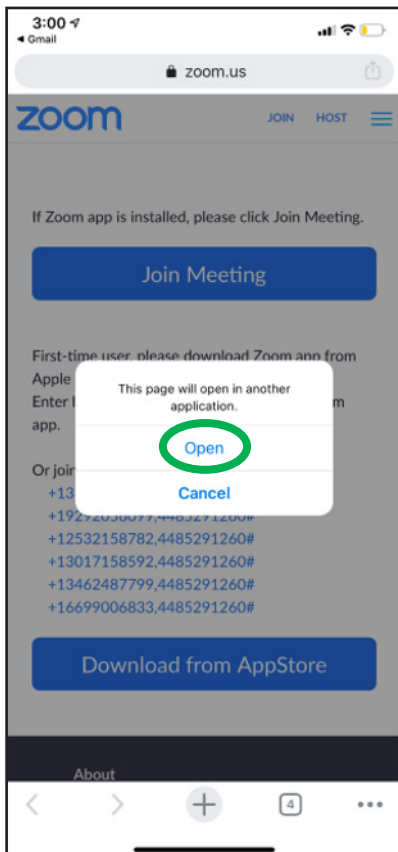 3:00
Gmail
zoom.us
zoom JOIN HOST
If Zoom app is installed, please click Join Meeting.
Join Meeting
First-time user, please download Zoom app from
Apple
Enter m
app.
This page will open in another
application.
Open
Cancel
Or join
+13
+19292056099,4485291260#
+12532158782,4485291260#
+13017158592,4485291260#
+13462487799,4485291260#
+16699006833,4485291260#
Download from AppStore
About
4